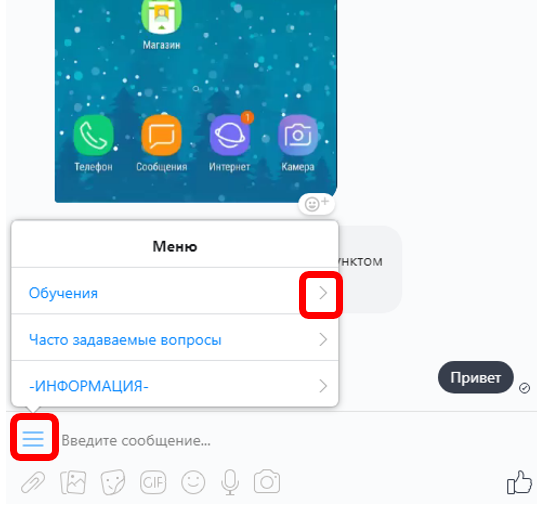 Магазин
1
Телефон Сообщения Интернет Камера
Меню
унктом
Обучения
Часто задаваемые вопросы
-ИНФОРМАЦИЯ-
Привет
Введите сообщение...
GIF